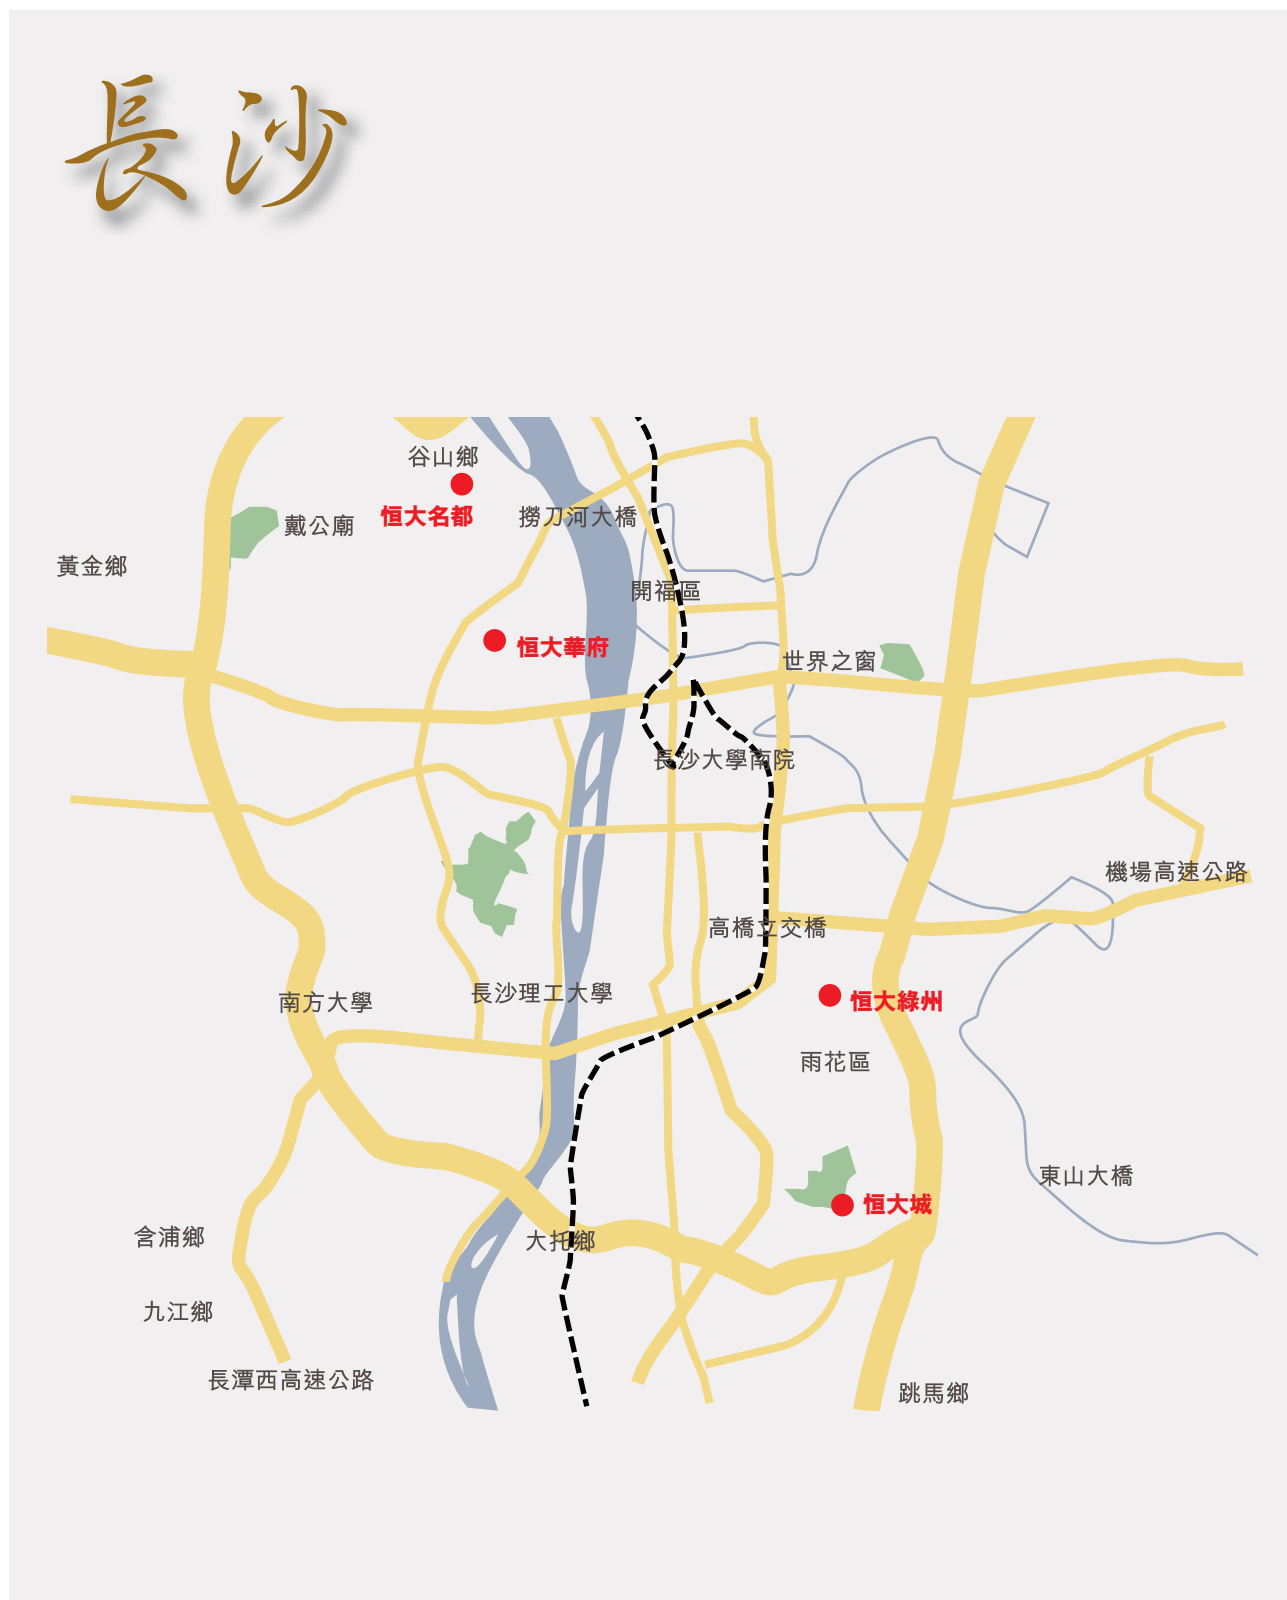 長沙
谷山鄉
恒大名都
撈刀河大橋
戴公廟
黃金鄉
開福區
恒大華府
世界之窗
長沙大學南院
機場高速公路
高橋立交橋
長沙理工大學
南方大學
恒大綠州
雨花區
東山大橋
恒大城
含浦鄉
大托鄉
九江鄉
長潭西高速公路
跳馬鄉